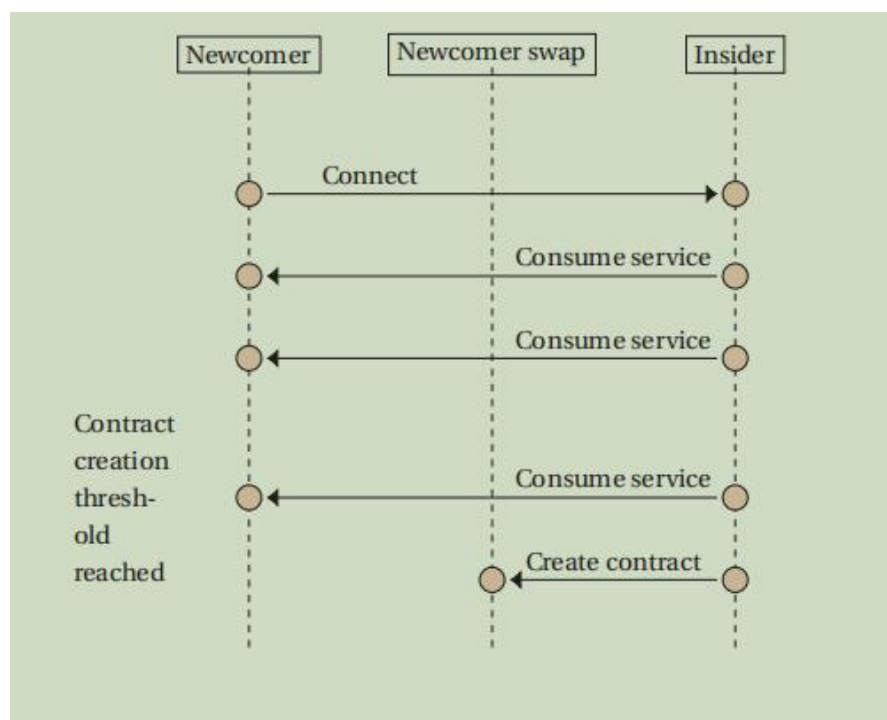 Newcomer
Newcomer swap
Insider
Connect
Consume service
Consume service
Contract
creation
thresh-
old
reached
Consume service
Create contract